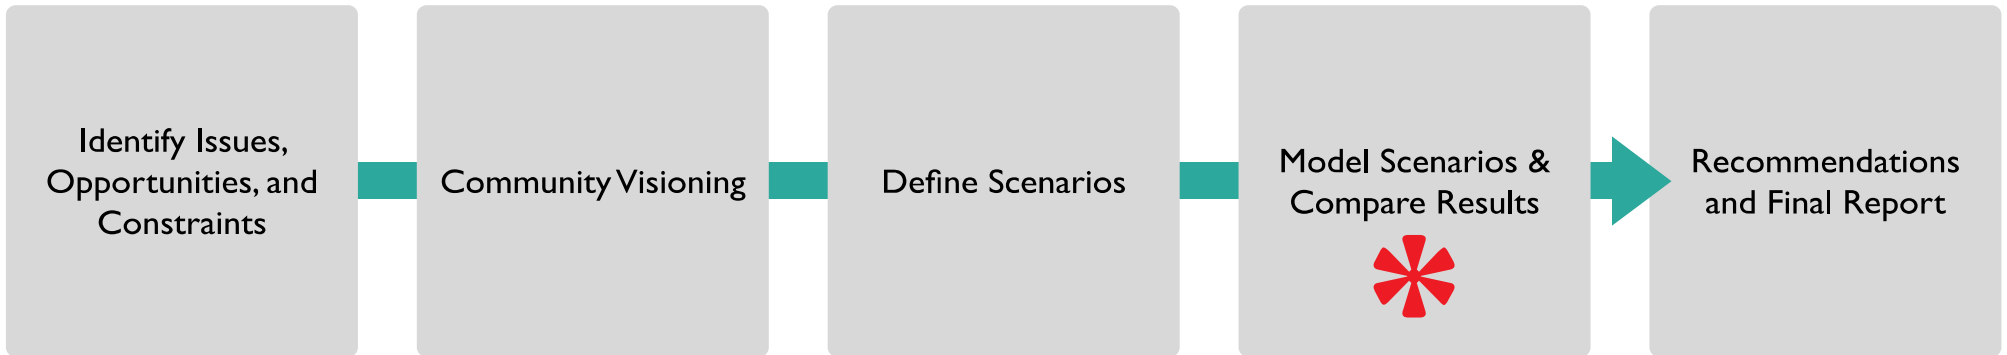 Identify Issues,
Opportunities, and
Constraints
Community Visioning
Define Scenarios
Model Scenarios &
Compare Results
Recommendations
and Final Report